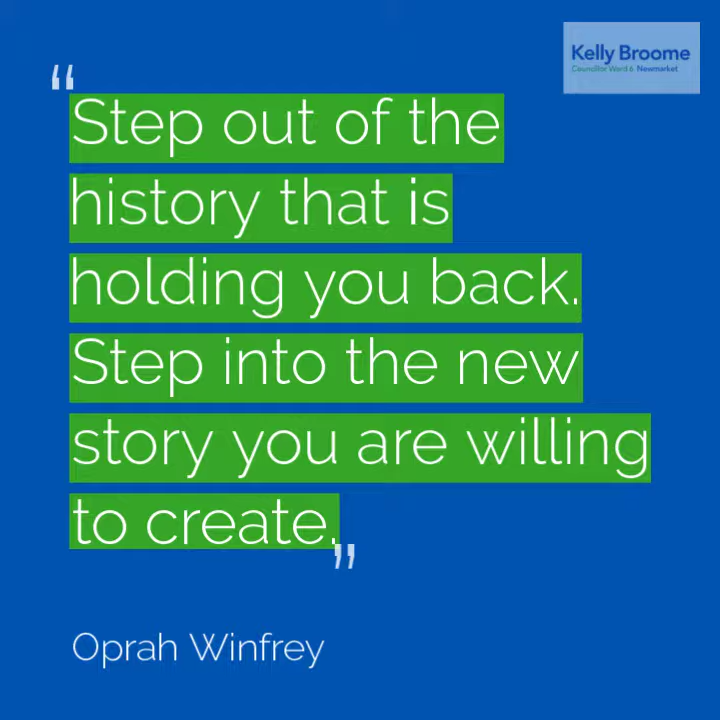 Kelly Broome
Councillor Ward 6 Newmarket
“
Step out of the
history that is
holding you back.
Step into the new
story you are willing
to create.
”
Oprah Winfrey